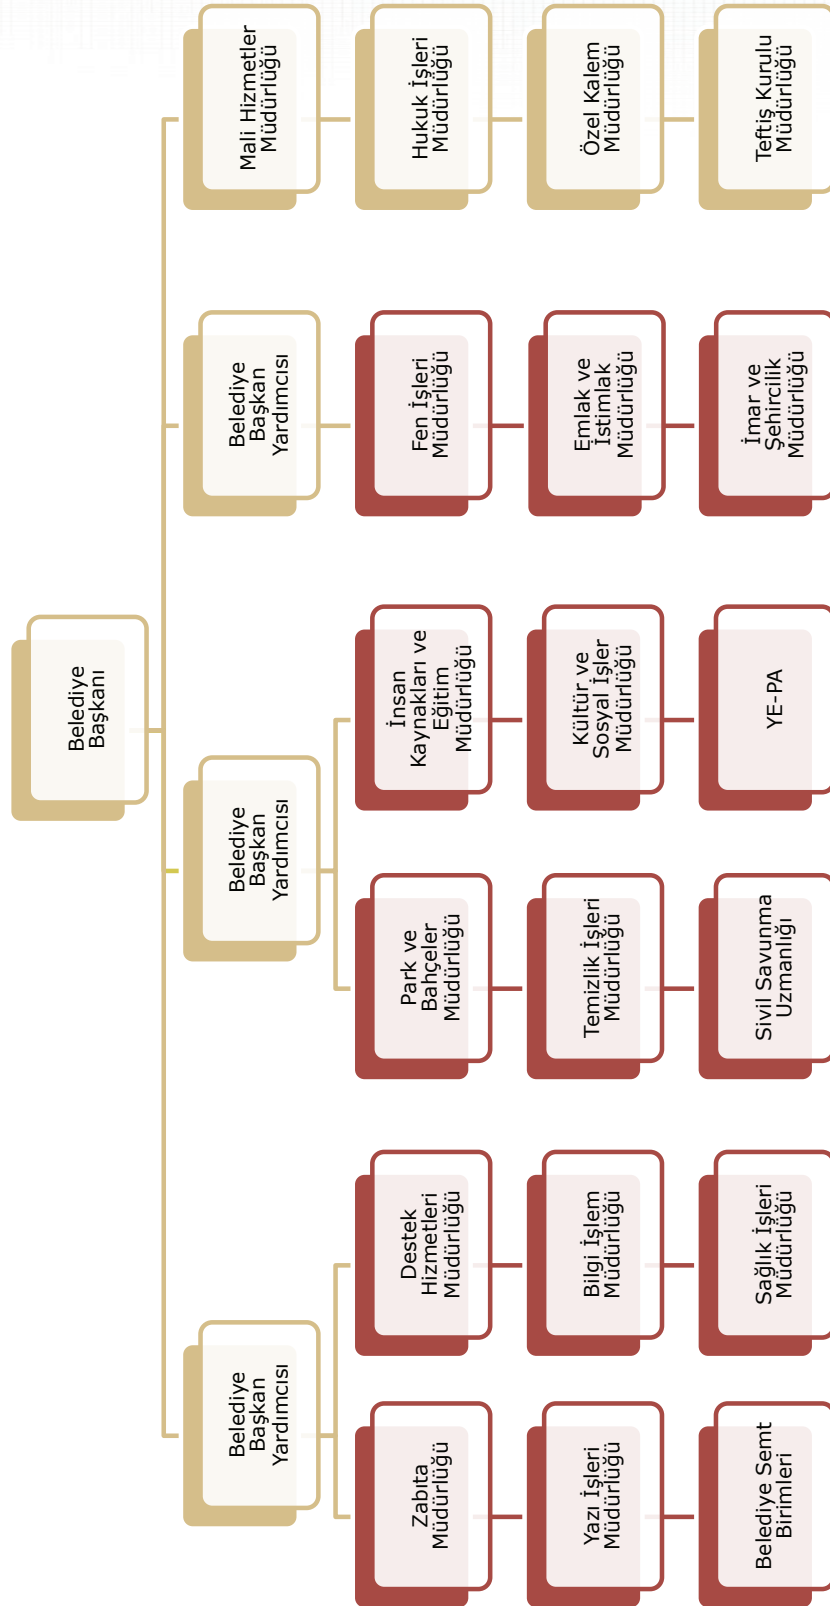 Belediye
Başkanı
Belediye
Başkan
Yardımcısı
Belediye
Başkan
Yardımcısı
Belediye
Başkan
Yardımcısı
Mali Hizmetler
Müdürlüğü
Zabıta
Müdürlüğü
Destek
Hizmetleri
Müdürlüğü
Park ve
Bahçeler
Müdürlüğü
İnsan
Kaynakları ve
Eğitim
Müdürlüğü
Fen İşleri
Müdürlüğü
Hukuk İşleri
Müdürlüğü
Yazı İşleri
Müdürlüğü
Bilgi İşlem
Müdürlüğü
Temizlik İşleri
Müdürlüğü
Kültür ve
Sosyal İşler
Müdürlüğü
Emlak ve
İstimlak
Müdürlüğü
Özel Kalem
Müdürlüğü
Belediye Semt
Birimleri
Sağlık İşleri
Müdürlüğü
Sivil Savunma
Uzmanlığı
YE-PA
İmar ve
Şehircilik
Müdürlüğü
Teftiş Kurulu
Müdürlüğü